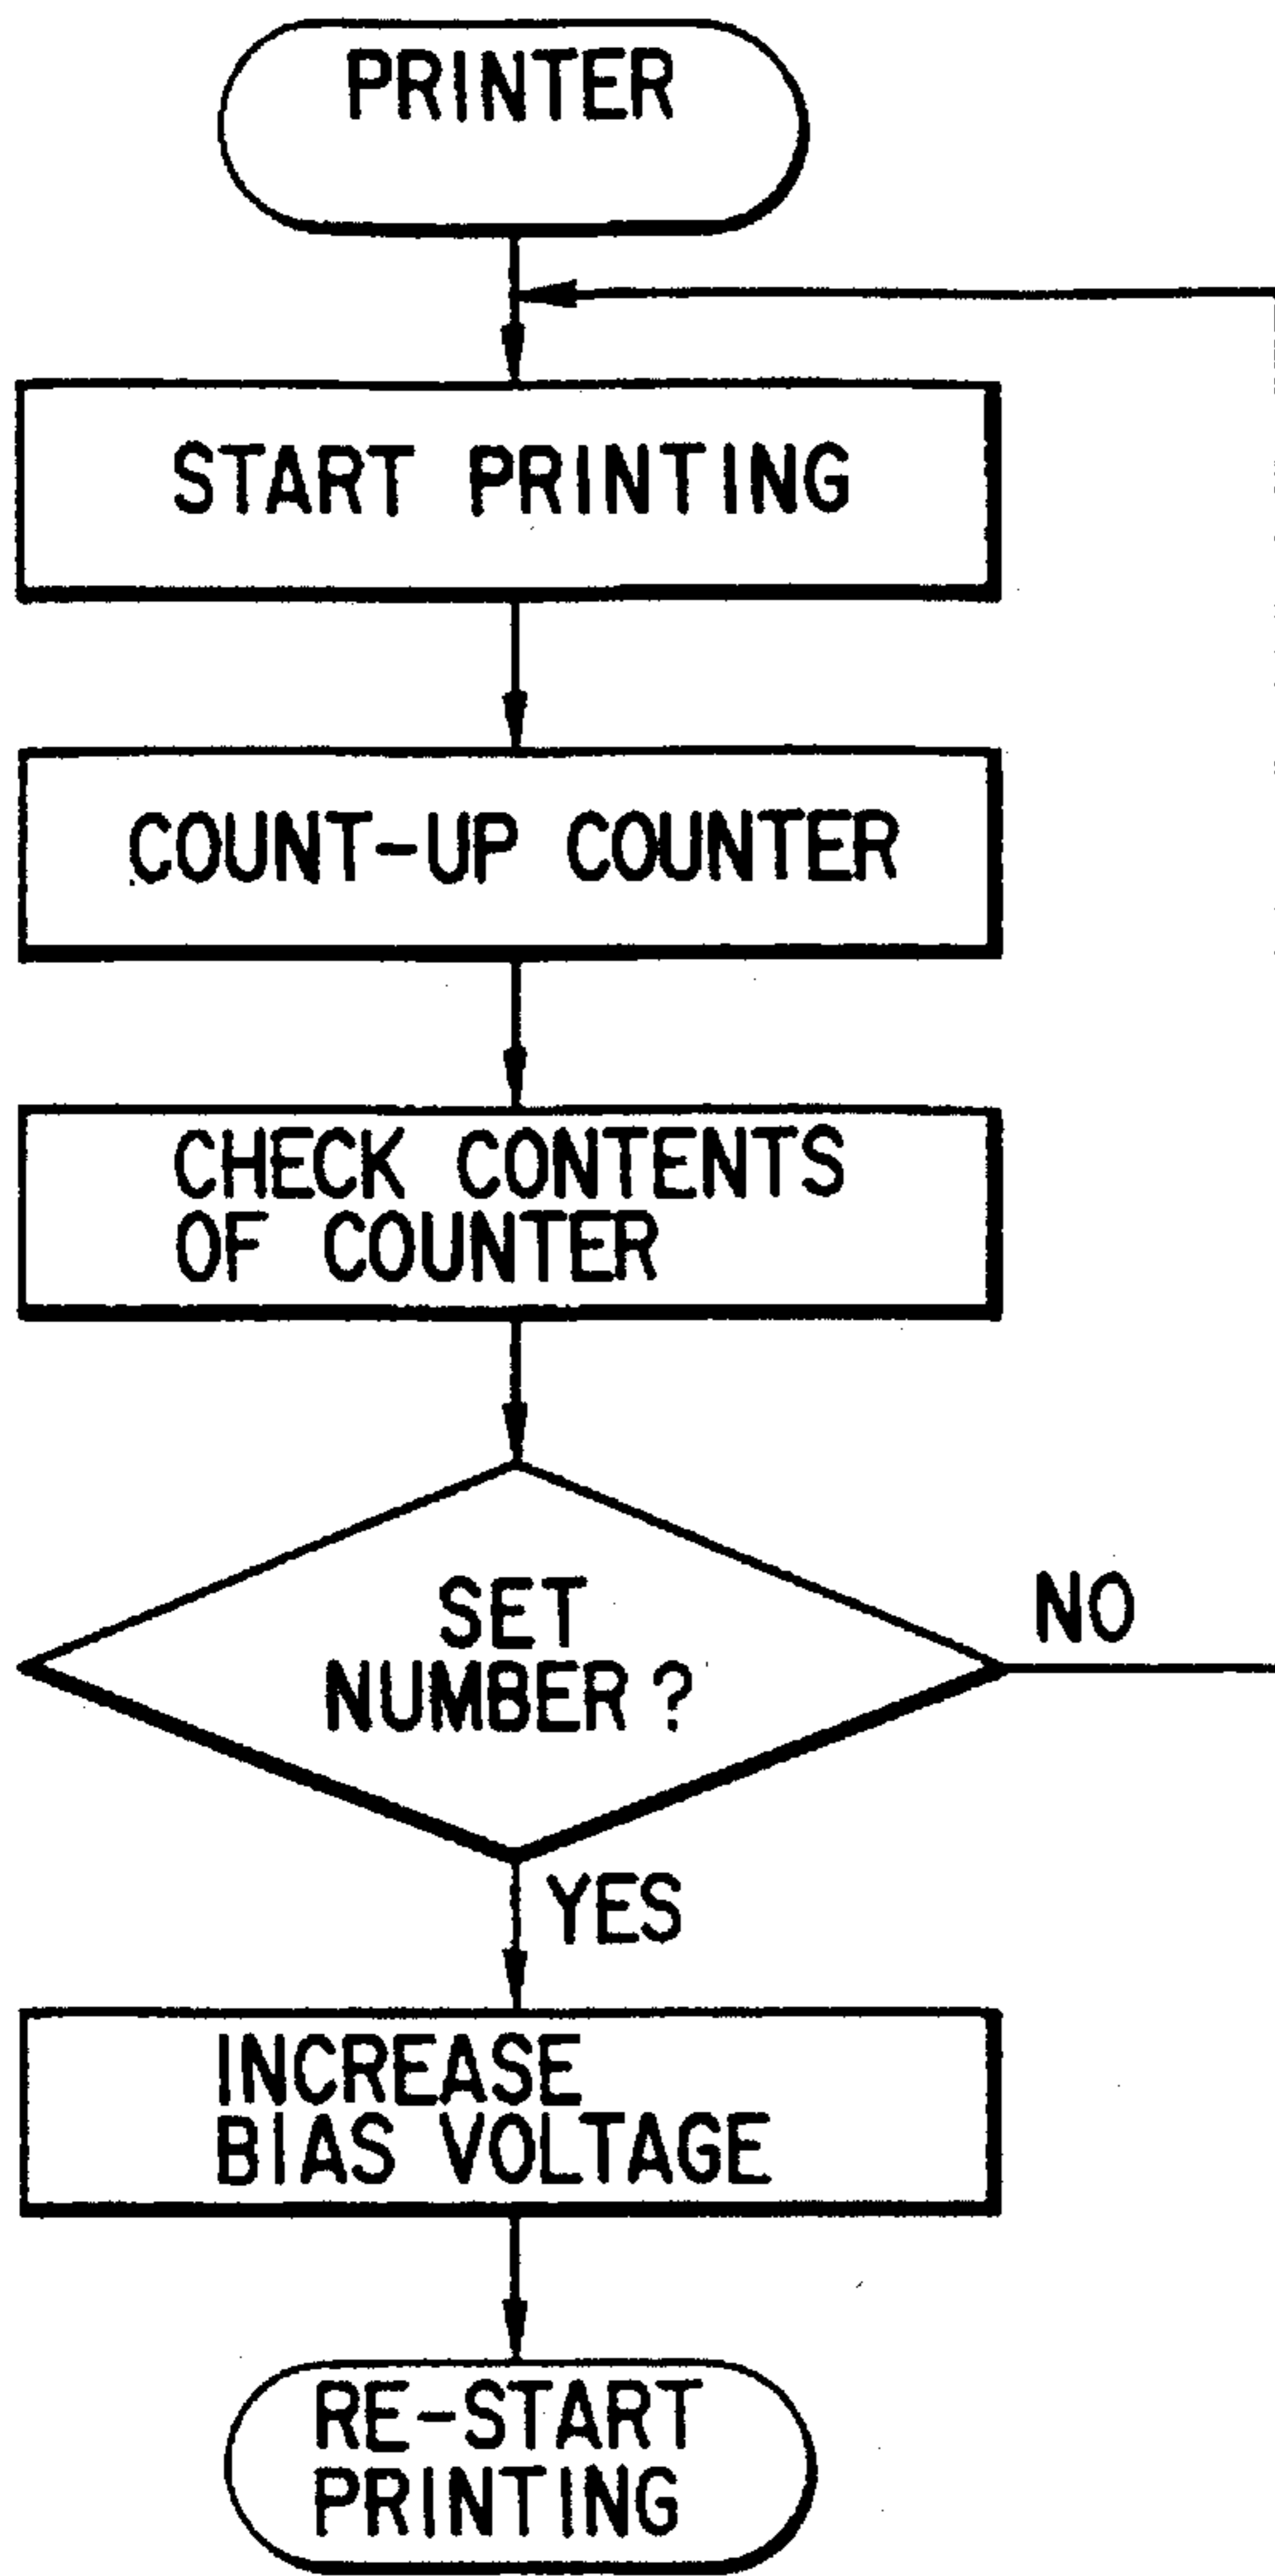 PRINTER
START PRINTING
COUNT-UP COUNTER
CHECK CONTENTS
OF COUNTER
SET
NUMBER?
NO
YES
INCREASE
BIAS VOLTAGE
RE-START
PRINTING